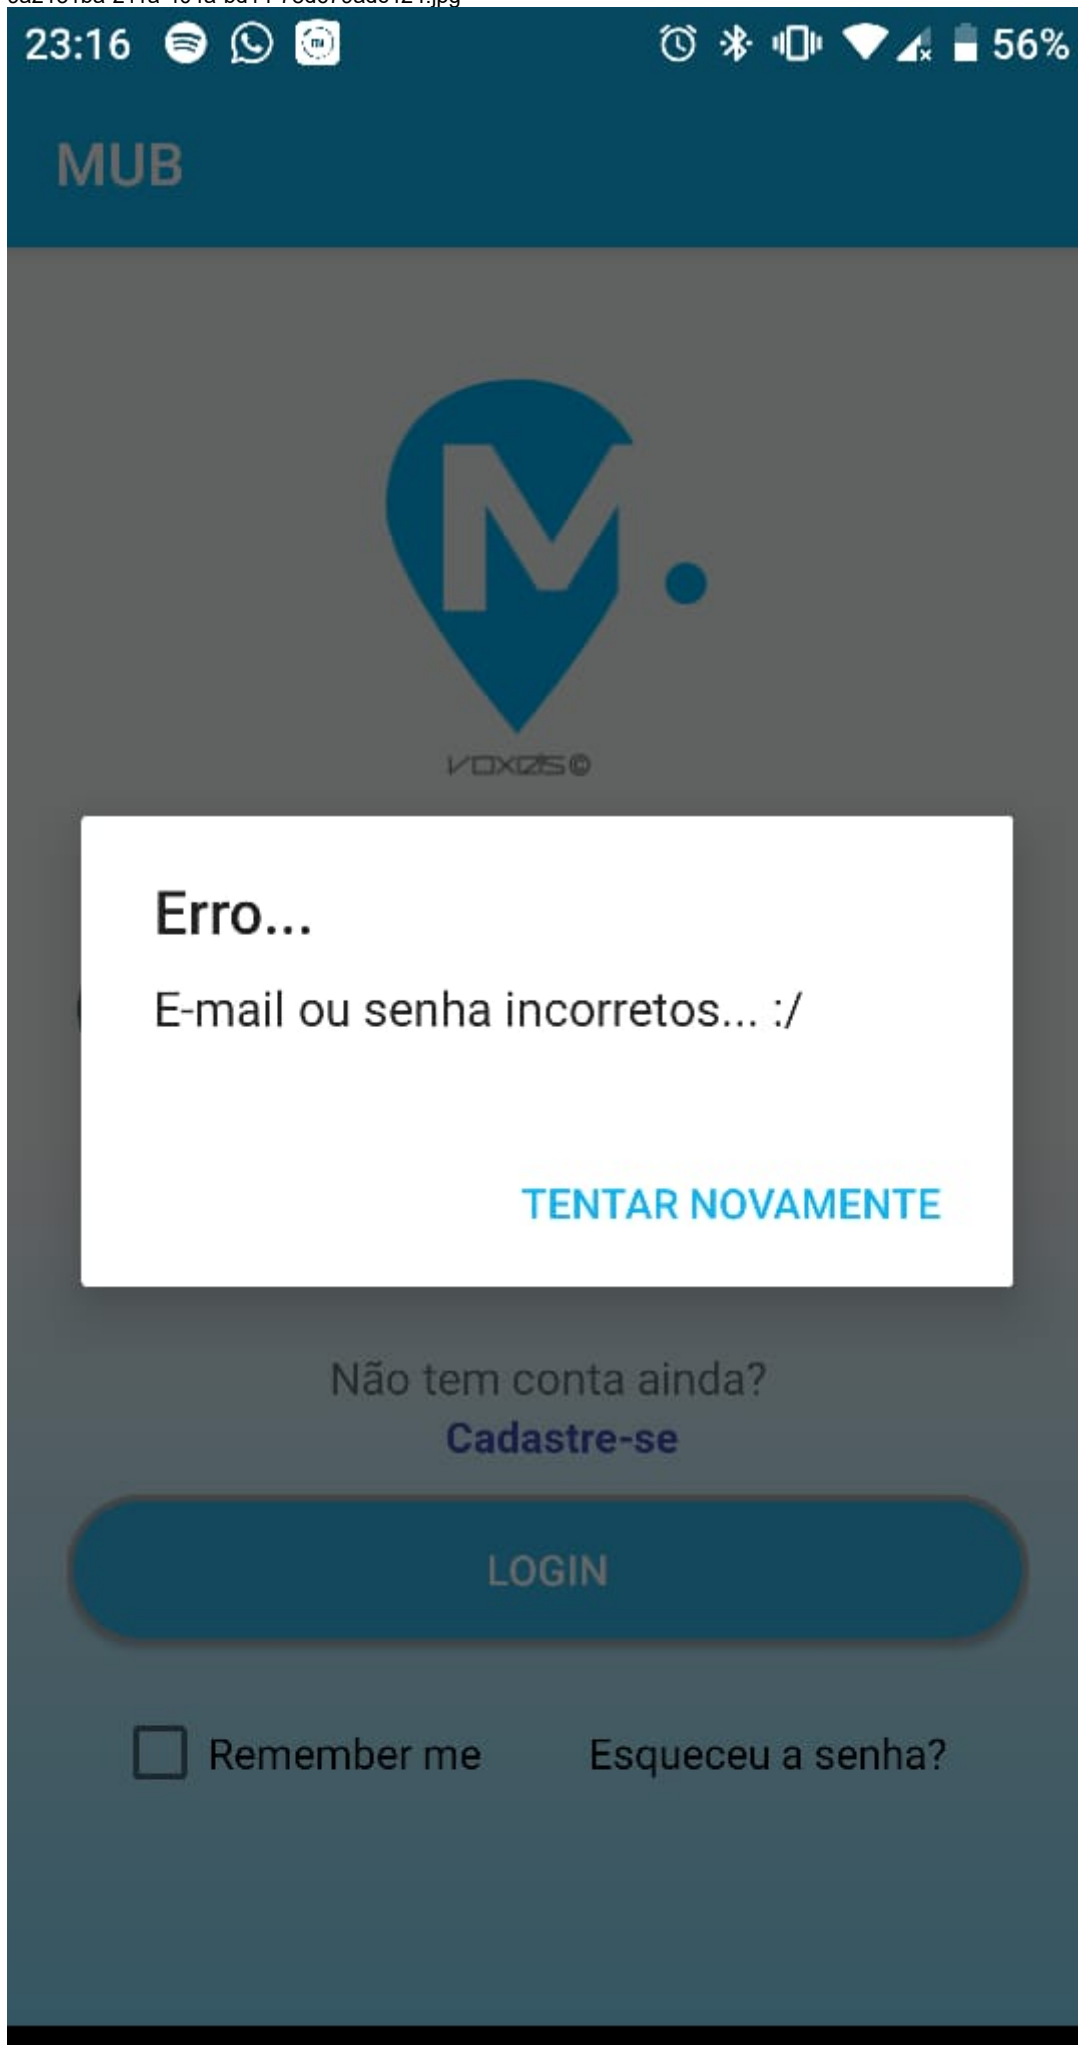 23:16
56%
MUB
M.
VOXEIS©
Erro...
E-mail ou senha incorretos... :/
TENTAR NOVAMENTE
Não tem conta ainda?
Cadastre-se
LOGIN
Remember me Esqueceu a senha?